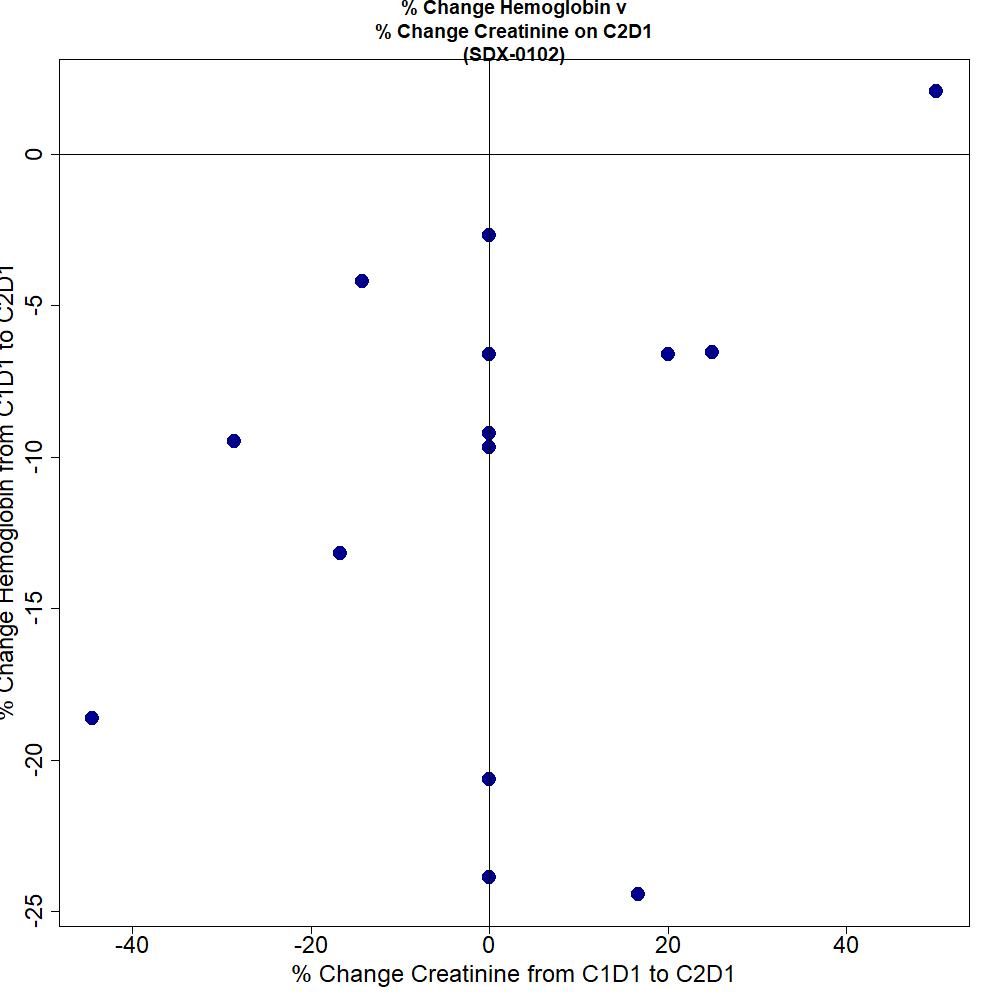 % Change Hemoglobin v
% Change Creatinine on C2D1
(SDX-0102)
0
-5
-10
-15
-20
-25
% Change Hemoglobin from C1D1 to C2D1
-40 -20 0 20 40
% Change Creatinine from C1D1 to C2D1